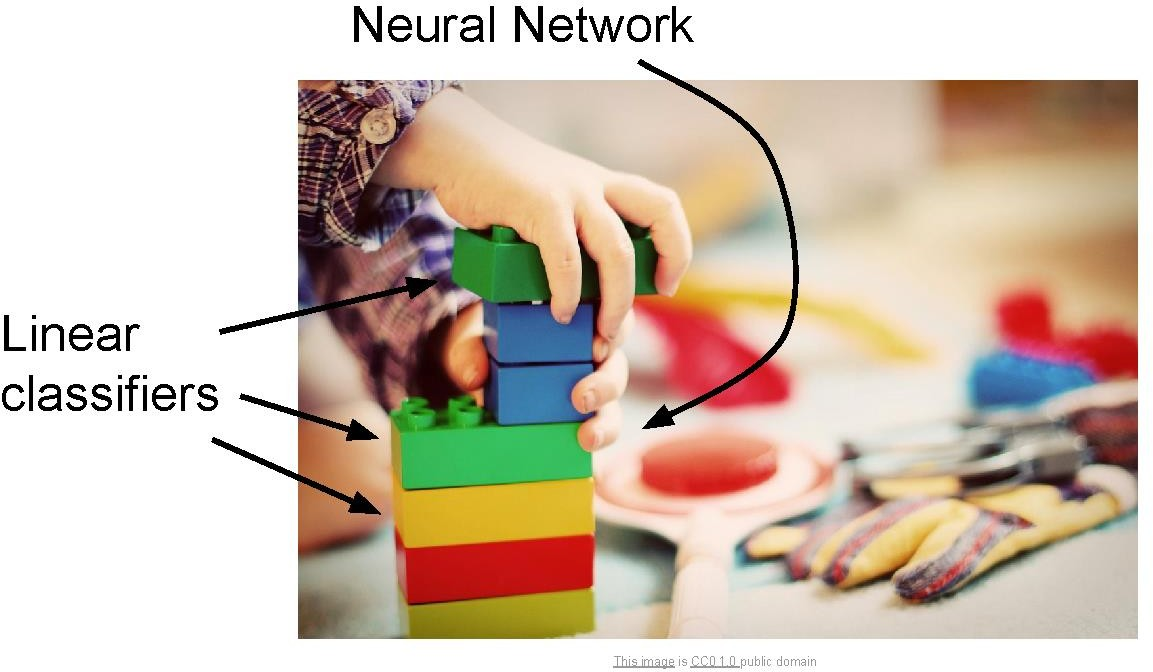 Neural Network
Linear
classifiers
This image is CC0 1.0 public domain